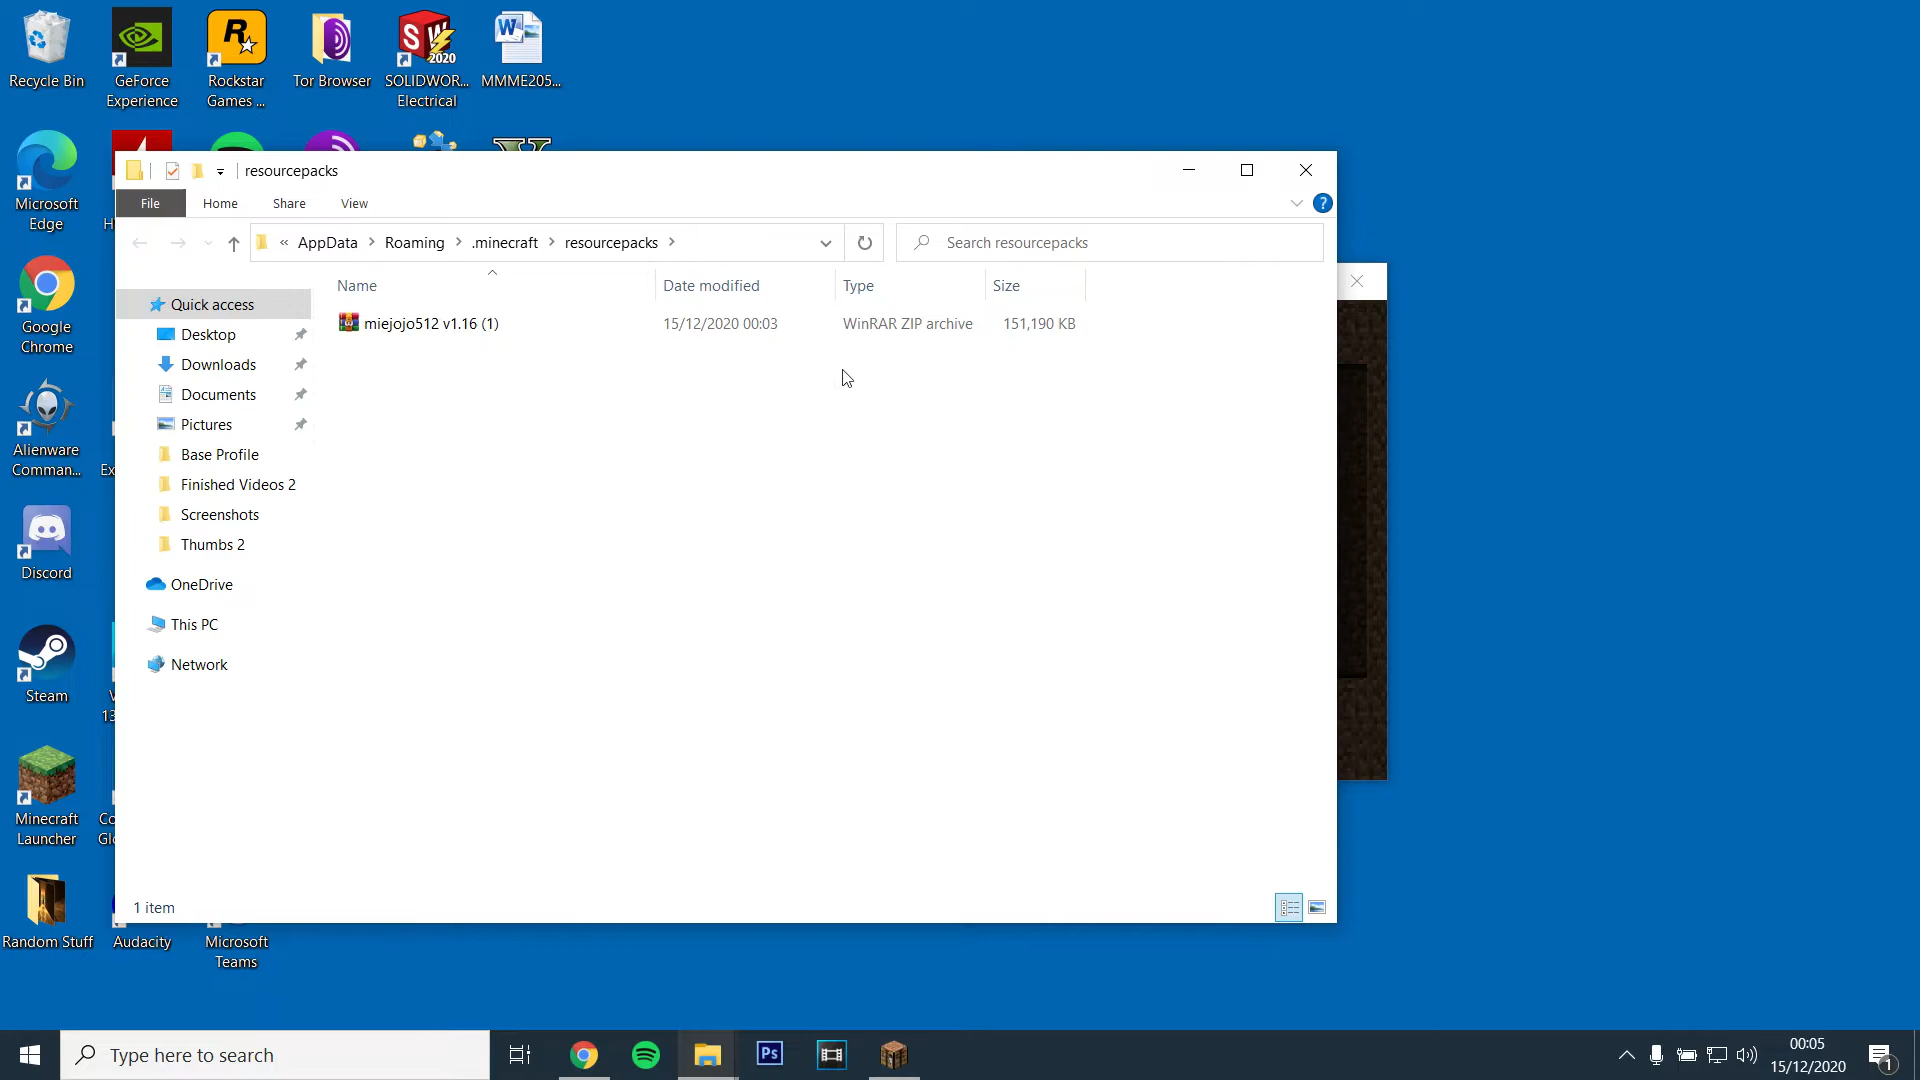 Recycle Bin
GeForce
Experience
Rockstar
Games ...
Tor Browser
SOLIDWOR...
Electrical
MMME205...
2020
Microsoft
Edge
Google
Chrome
Alienware
Comman...
Ex
Discord
Steam
Minecraft
Launcher
Random Stuff
Audacity
Microsoft
Teams
resourcepacks
File
Home
Share
View
« AppData > Roaming > .minecraft > resourcepacks >
Search resourcepacks
Name
Date modified
Type
Size
miejojo512 v1.16 (1)
15/12/2020 00:03
WinRAR ZIP archive
151,190 KB
Quick access
Desktop
Downloads
Documents
Pictures
Base Profile
Finished Videos 2
Screenshots
Thumbs 2
OneDrive
This PC
Network
1 item
Type here to search
Ps
00:05
15/12/2020
1